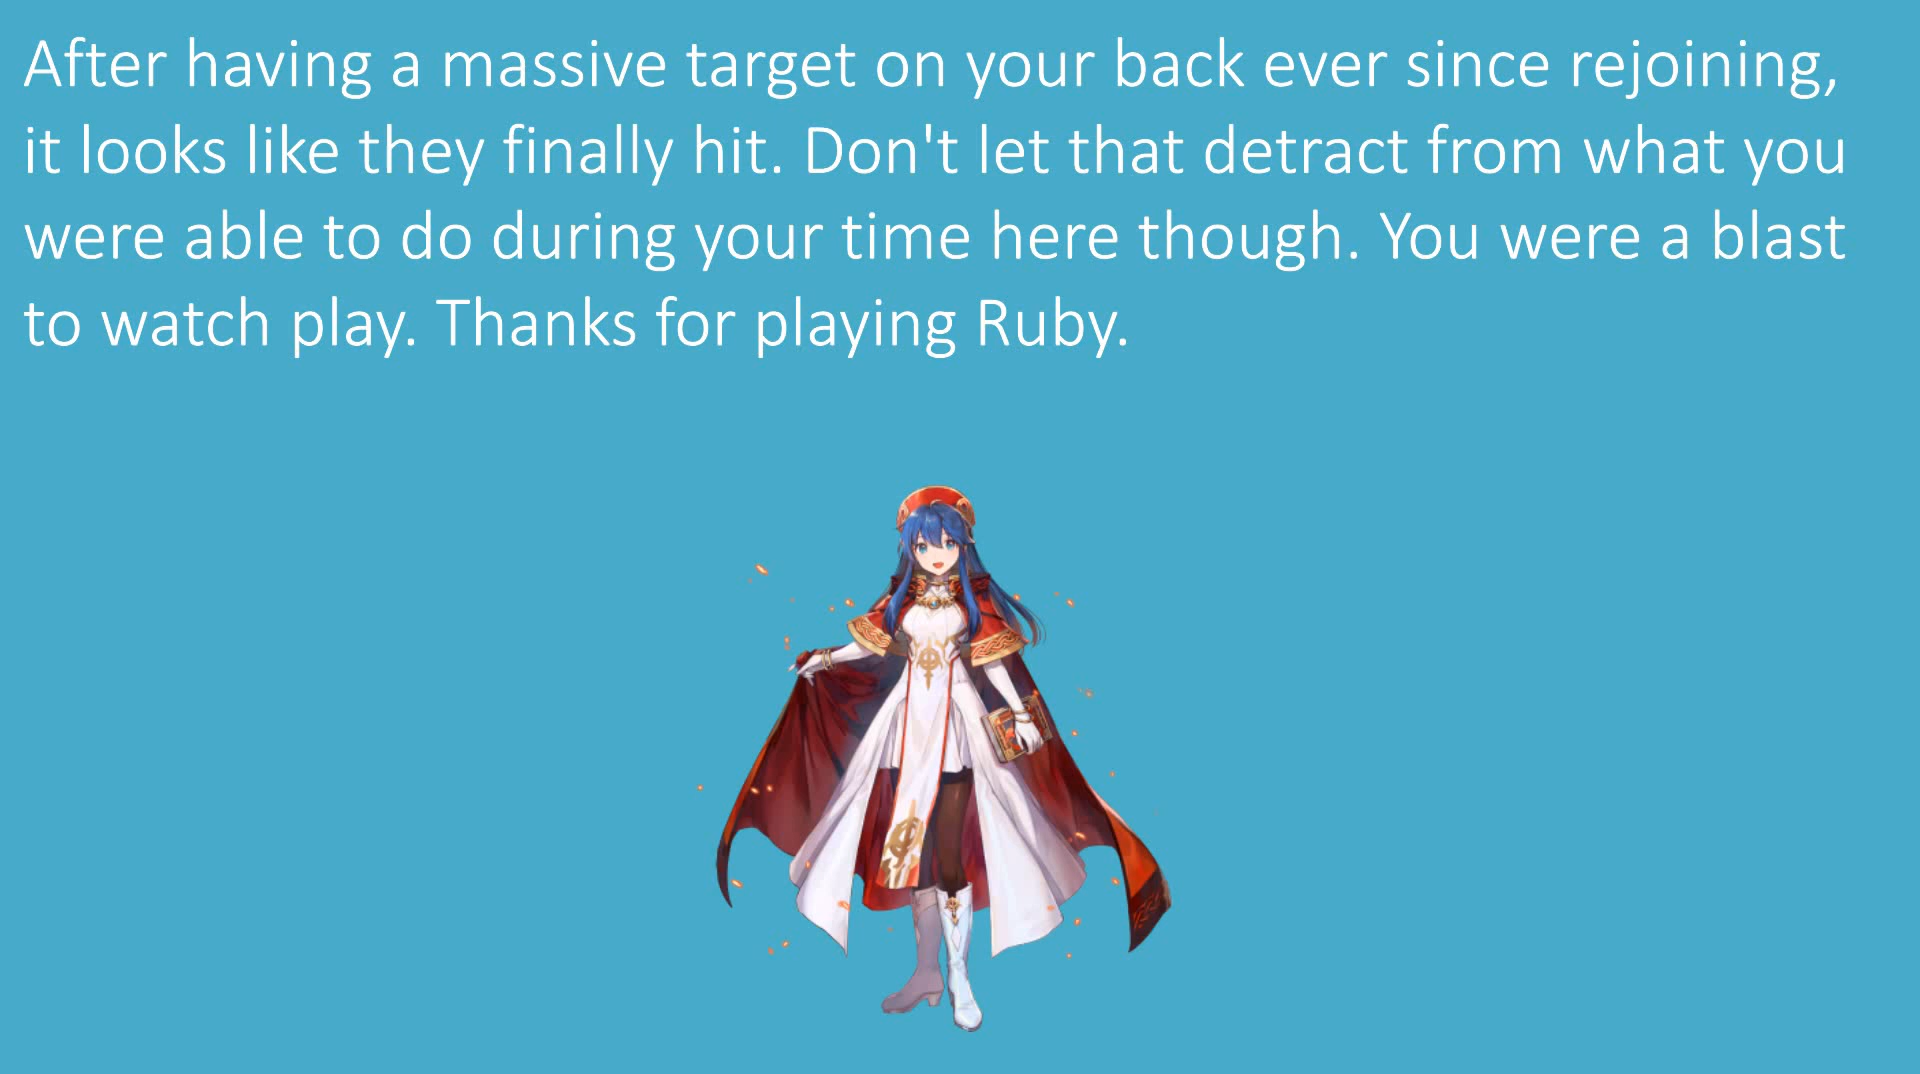 After having a massive target on your back ever since rejoining,
it looks like they finally hit. Don't let that detract from what you
were able to do during your time here though. You were a blast
to watch play. Thanks for playing Ruby.